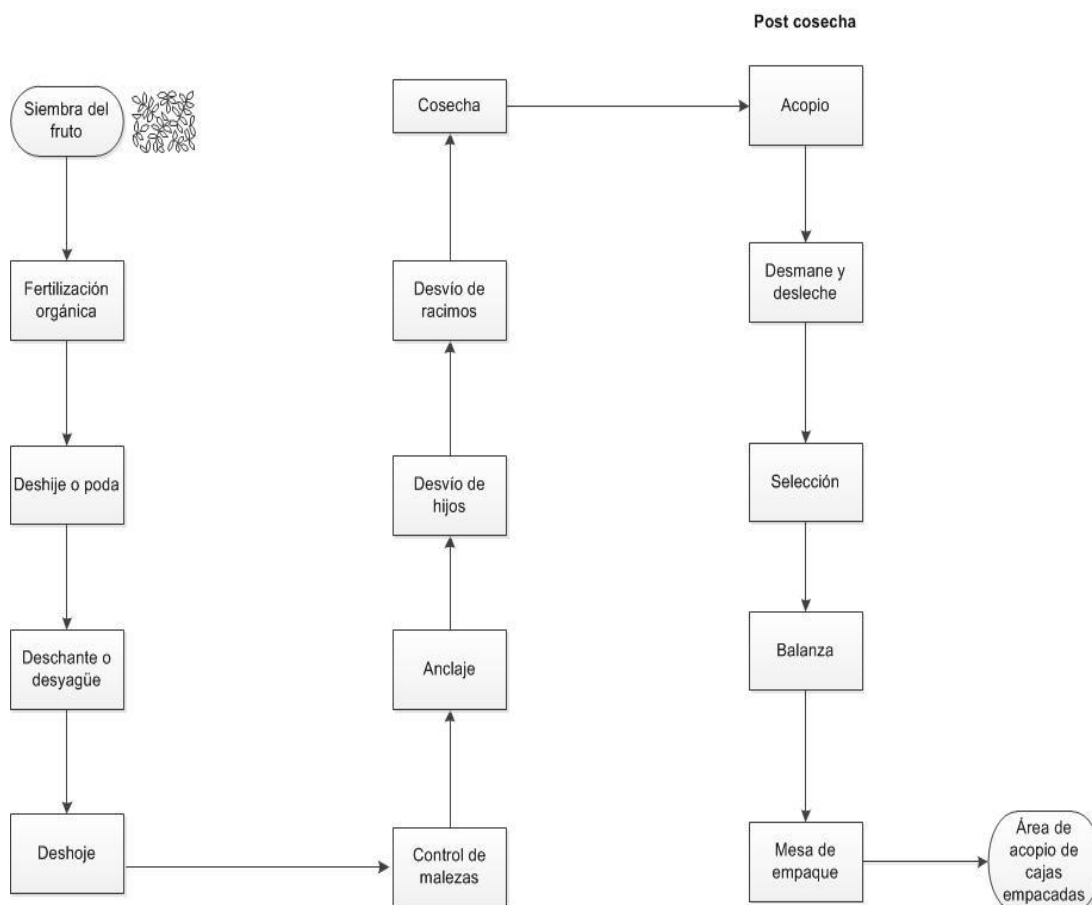 Post cosecha
Siembra del
fruto
Fertilización
orgánica
Deshije o poda
Deschante o
desyagüe
Deshoje
Control de
malezas
Anclaje
Desvío de
hijos
Desvío de
racimos
Cosecha
Acopio
Desmane y
desleche
Selección
Balanza
Mesa de
empaque
Área de
acopio de
cajas
empacadas